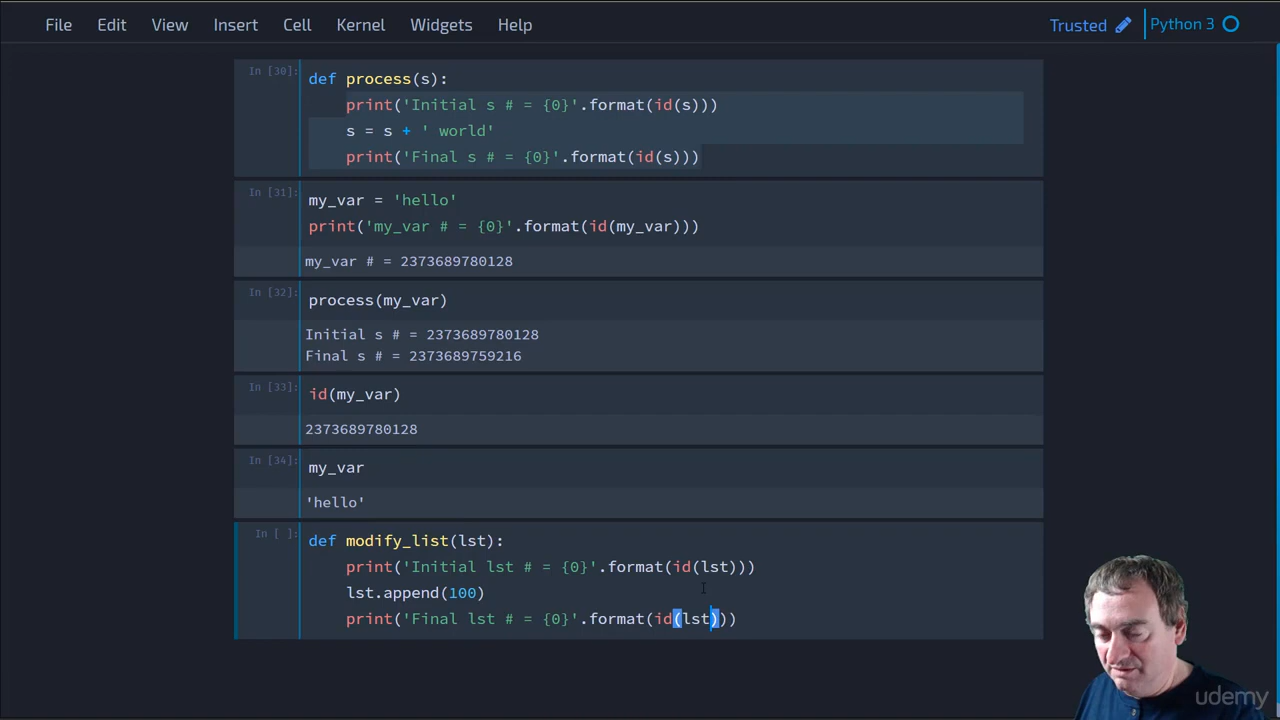 File Edit View Insert Cell Kernel Widgets Help Trusted Python 3
In [30]: def process(s):
print('Initial s # = {0}'.format(id(s)))
s = s + ' world'
print('Final s # = {0}'.format(id(s)))
In [31]: my_var = 'hello'
print('my_var # = {0}'.format(id(my_var)))
my_var # = 2373689780128
In [32]: process(my_var)
Initial s # = 2373689780128
Final s # = 2373689759216
In [33]: id(my_var)
2373689780128
In [34]: my_var
'hello'
In [ ]: def modify_list(lst):
print('Initial lst # = {0}'.format(id(lst)))
lst.append(100)
print('Final lst # = {0}'.format(id(lst)))
udemy